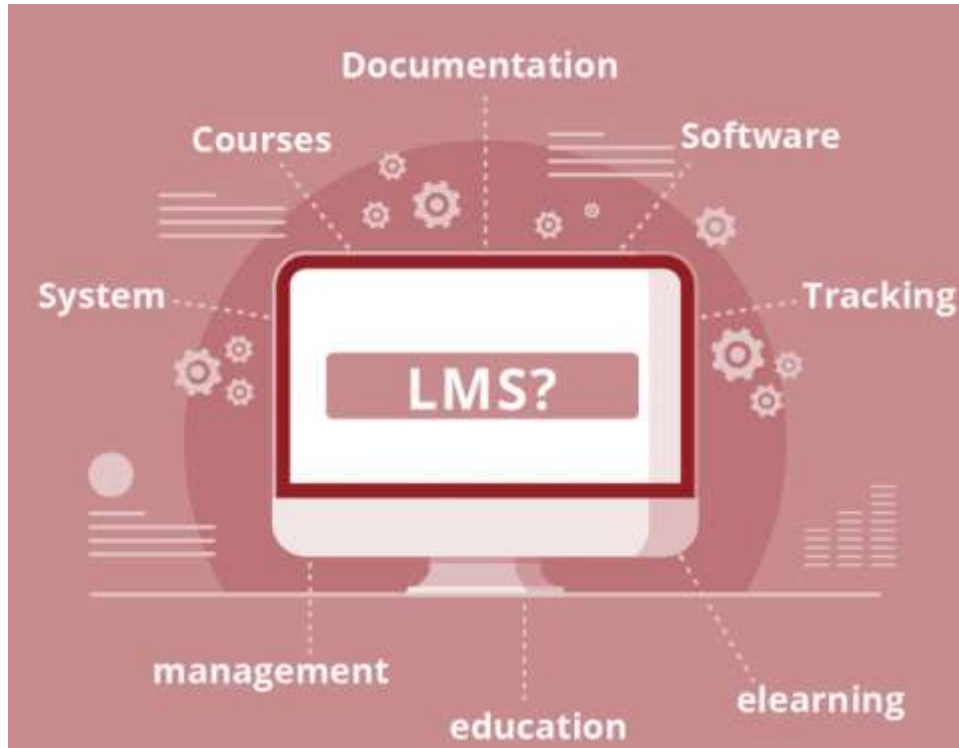 Documentation
Courses
Software
System
Tracking
LMS?
management
education
elearning